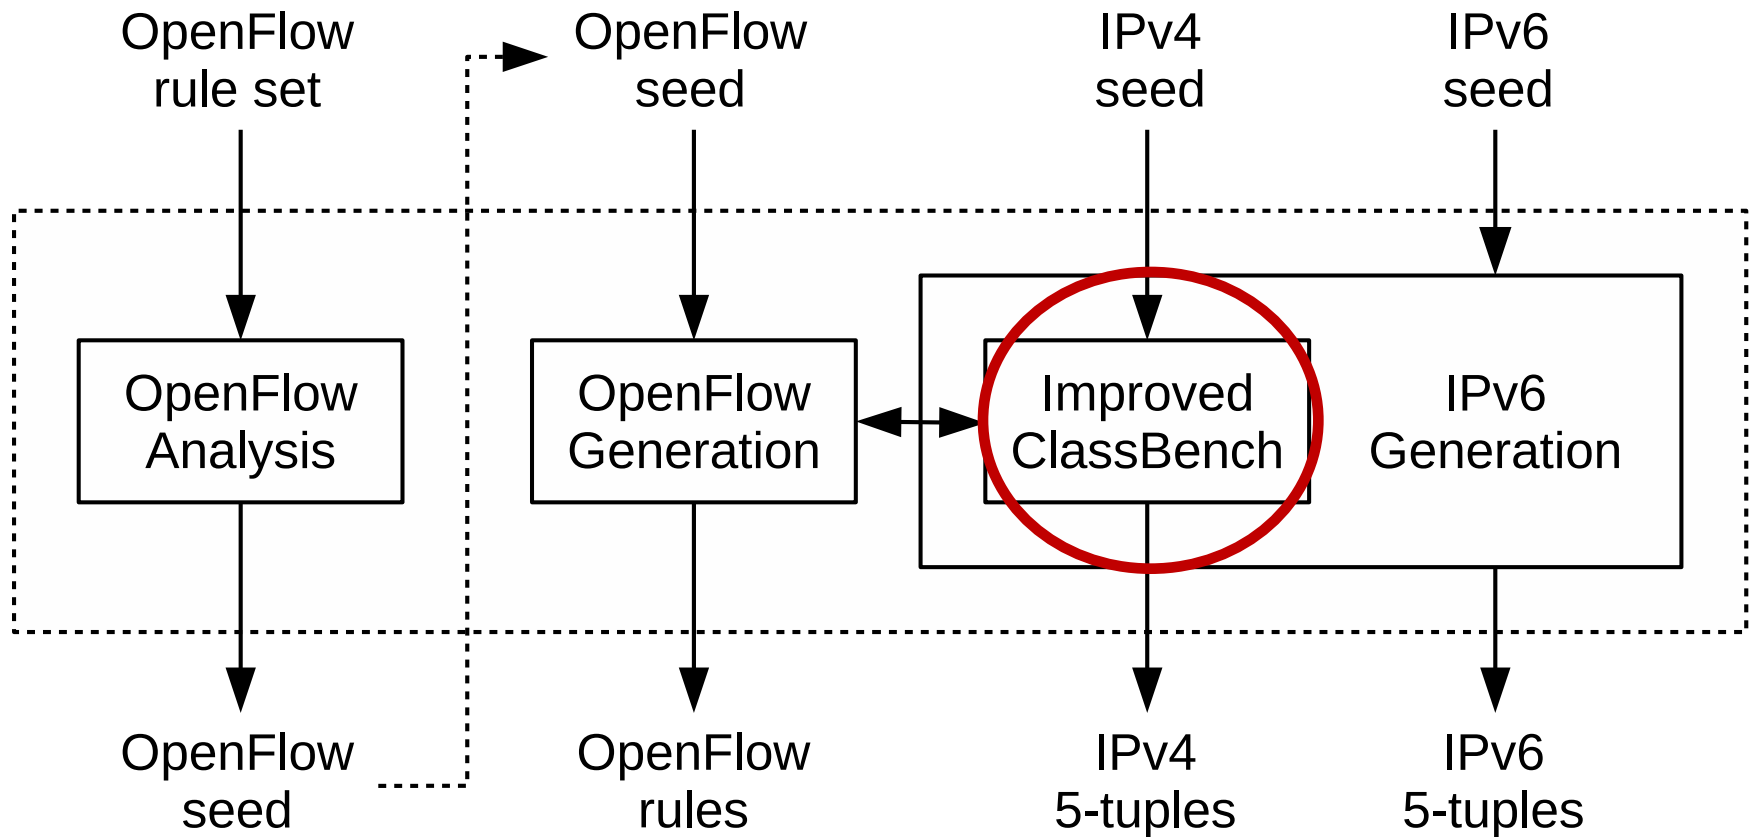 OpenFlow
rule set
OpenFlow
seed
IPv4
seed
IPv6
seed
OpenFlow
Analysis
OpenFlow
Generation
Improved
ClassBench
IPv6
Generation
OpenFlow
seed
OpenFlow
rules
IPv4
5-tuples
IPv6
5-tuples